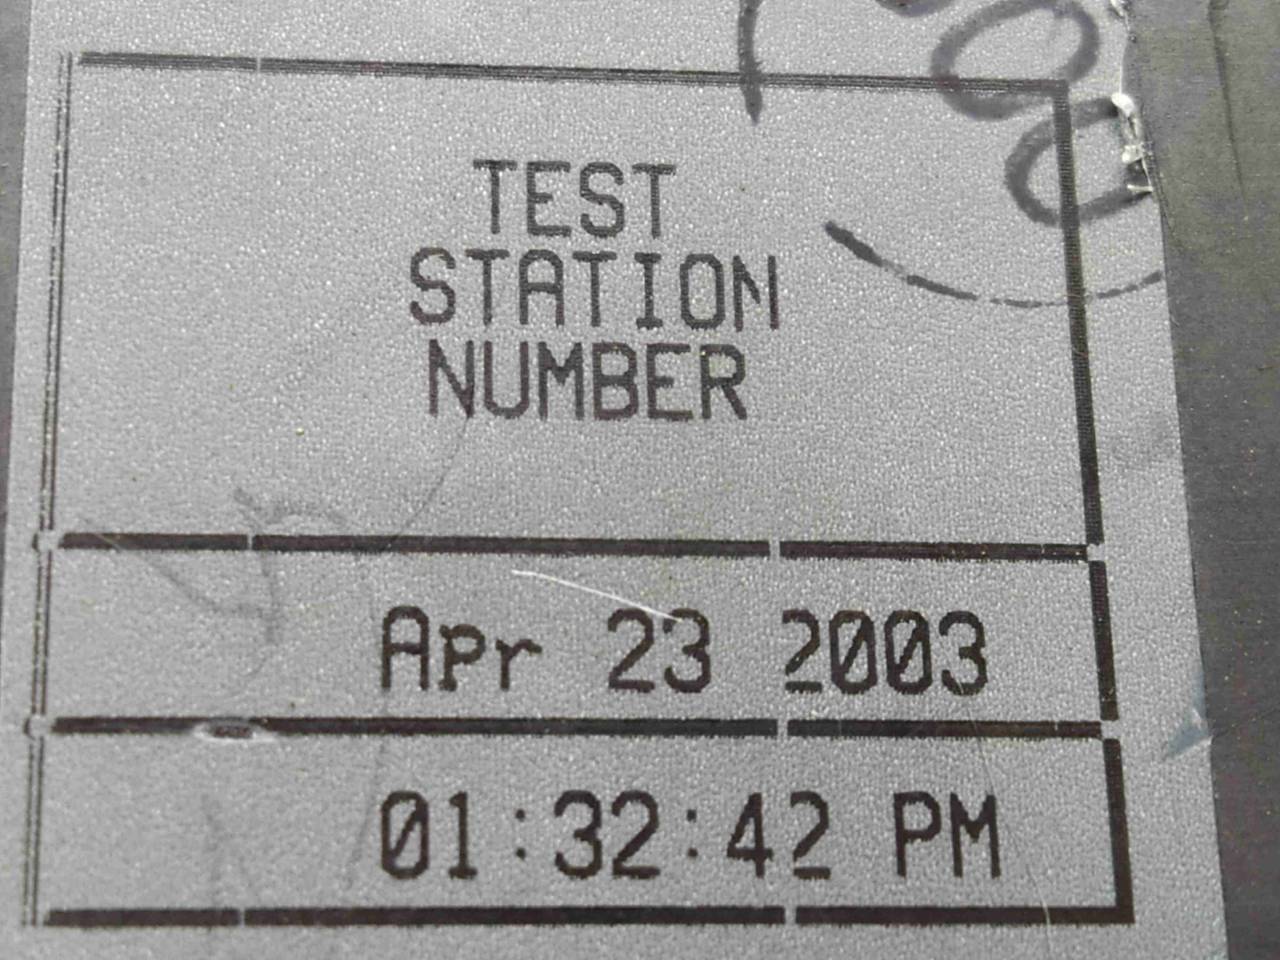 TEST
STATION
NUMBER
Apr 23 2003
01:32:42 PM